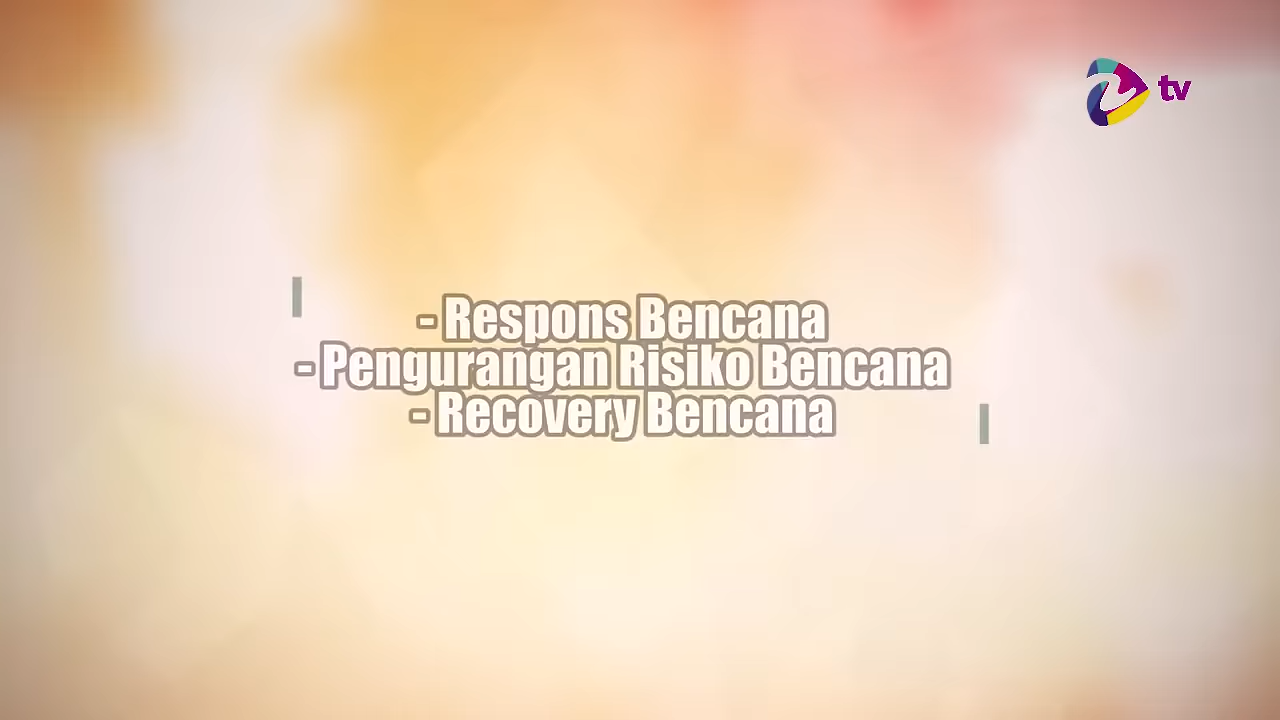 tv
- Respons Bencana
- Pengurangan Risiko Bencana
- Recovery Bencana